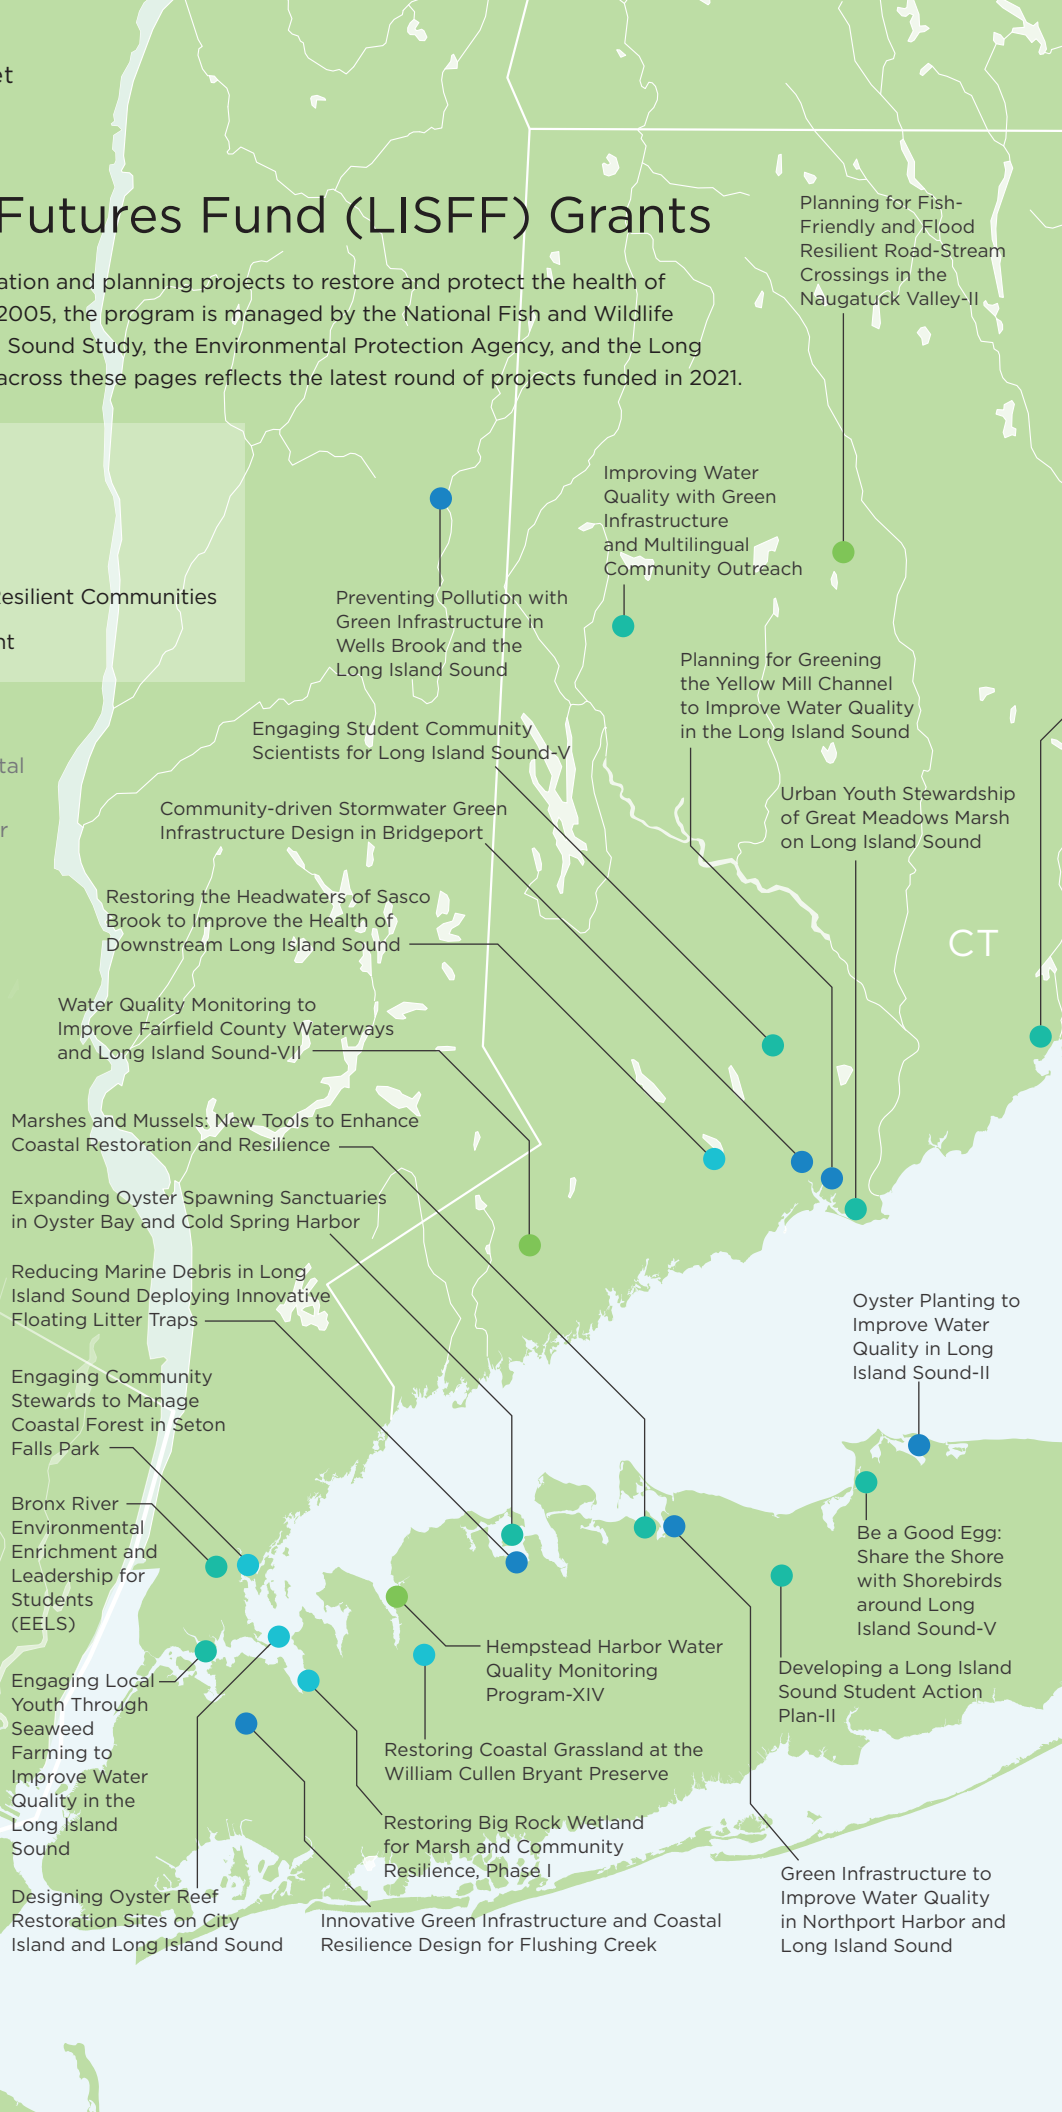 et
Futures Fund (LISFF) Grants
ation and planning projects to restore and protect the health of
2005, the program is managed by the National Fish and Wildlife
Sound Study, the Environmental Protection Agency, and the Long
across these pages reflects the latest round of projects funded in 2021.
Resilient Communities
nt
tal
r
Planning for Fish-
Friendly and Flood
Resilient Road-Stream
Crossings in the
Naugatuck Valley-II
Improving Water
Quality with Green
Infrastructure
and Multilingual
Community Outreach
Preventing Pollution with
Green Infrastructure in
Wells Brook and the
Long Island Sound
Planning for Greening
the Yellow Mill Channel
to Improve Water Quality
in the Long Island Sound
Engaging Student Community
Scientists for Long Island Sound-V
Urban Youth Stewardship
of Great Meadows Marsh
on Long Island Sound
Community-driven Stormwater Green
Infrastructure Design in Bridgeport
Restoring the Headwaters of Sasco
Brook to Improve the Health of
Downstream Long Island Sound
CT
Water Quality Monitoring to
Improve Fairfield County Waterways
and Long Island Sound-VII
Marshes and Mussels: New Tools to Enhance
Coastal Restoration and Resilience
Expanding Oyster Spawning Sanctuaries
in Oyster Bay and Cold Spring Harbor
Reducing Marine Debris in Long
Island Sound Deploying Innovative
Floating Litter Traps
Oyster Planting to
Improve Water
Quality in Long
Island Sound-II
Engaging Community
Stewards to Manage
Coastal Forest in Seton
Falls Park
Bronx River
Environmental
Enrichment and
Leadership for
Students
(EELS)
Be a Good Egg:
Share the Shore
with Shorebirds
around Long
Island Sound-V
Hempstead Harbor Water
Quality Monitoring
Program-XIV
Developing a Long Island
Sound Student Action
Plan-II
Engaging Local
Youth Through
Seaweed
Farming to
Improve Water
Quality in the
Long Island
Sound
Restoring Coastal Grassland at the
William Cullen Bryant Preserve
Restoring Big Rock Wetland
for Marsh and Community
Resilience, Phase I
Green Infrastructure to
Improve Water Quality
in Northport Harbor and
Long Island Sound
Designing Oyster Reef
Restoration Sites on City
Island and Long Island Sound
Innovative Green Infrastructure and Coastal
Resilience Design for Flushing Creek